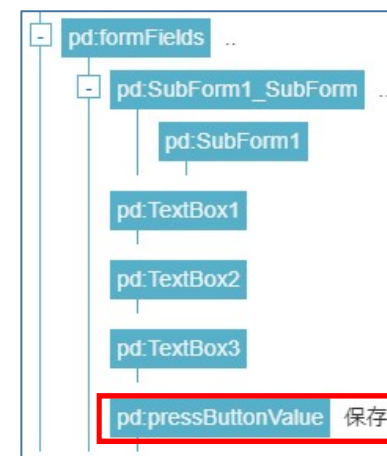 - pd:formFields ..
- pd:SubForm1_SubForm ..
pd:SubForm1
pd:TextBox1
pd:TextBox2
pd:TextBox3
pd:pressButtonValue 保存